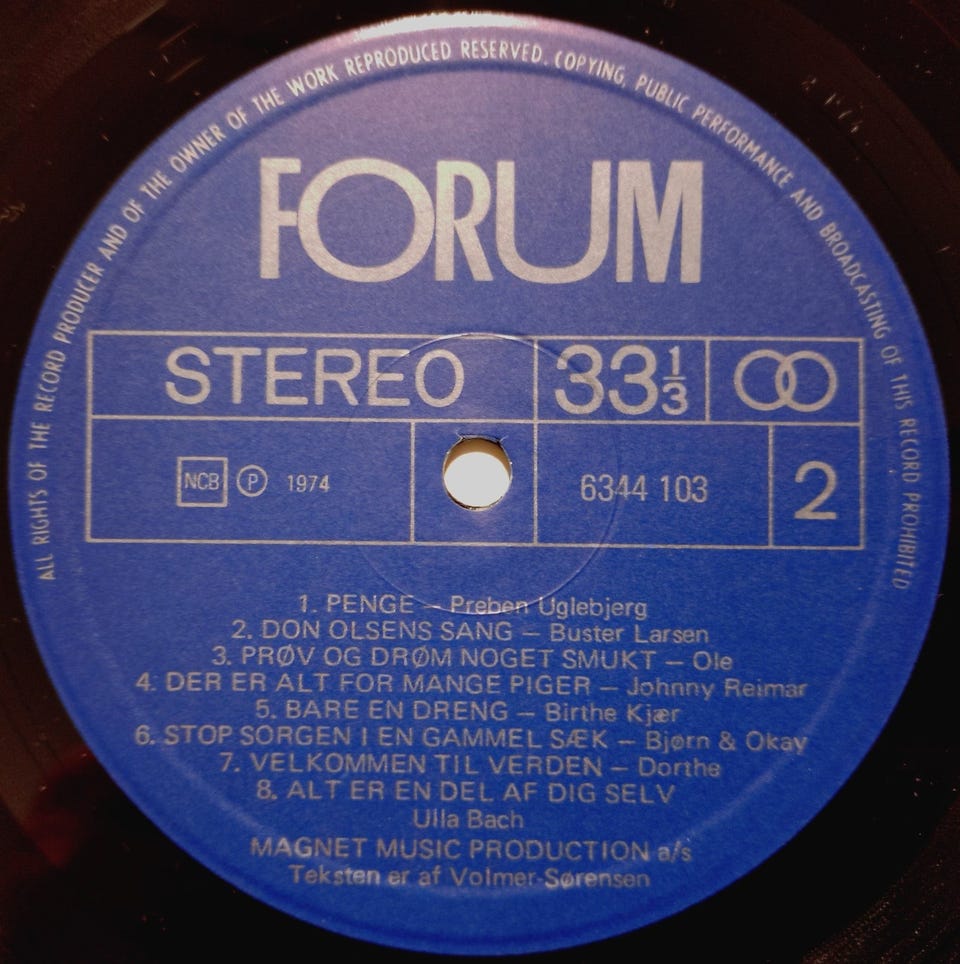 ALL RIGHTS OF THE RECORD PRODUCER AND OF THE OWNER OF THE WORK REPRODUCED RESERVED. COPYING, PUBLIC PERFORMANCE AND BROADCASTING OF THIS RECORD PROHIBITED
FORUM
STEREO 33 1/3
NCB Ⓟ 1974 6344 103 2
1. PENGE – Preben Uglebjerg
2. DON OLSENS SANG – Buster Larsen
3. PRØV OG DRØM NOGET SMUKT – Ole
4. DER ER ALT FOR MANGE PIGER – Johnny Reimar
5. BARE EN DRENG – Birthe Kjær
6. STOP SORGEN I EN GAMMEL SÆK – Bjørn & Okay
7. VELKOMMEN TIL VERDEN – Dorthe
8. ALT ER EN DEL AF DIG SELV
Ulla Bach
MAGNET MUSIC PRODUCTION a/s
Teksten er af Volmer-Sørensen